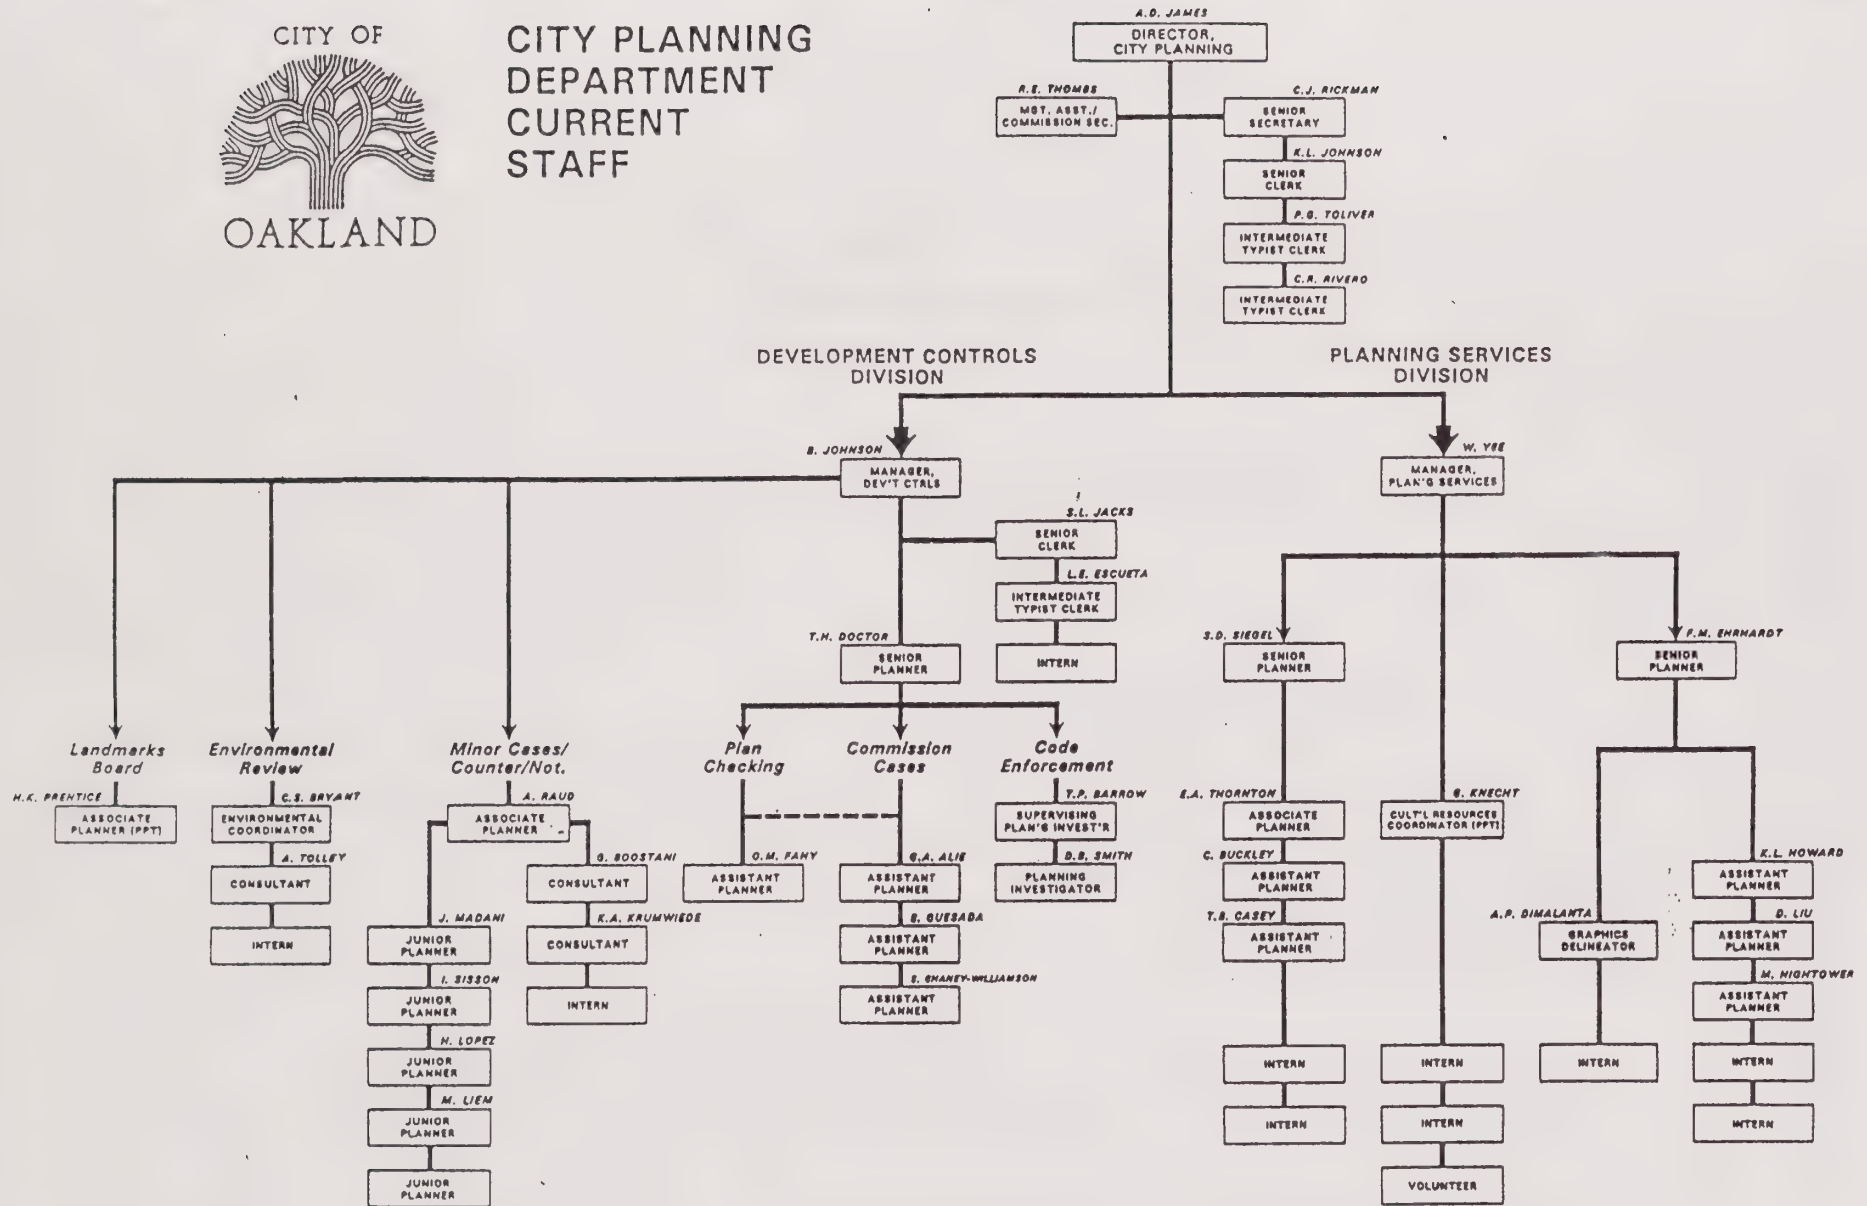 CITY OF
OAKLAND
CITY PLANNING
DEPARTMENT
CURRENT
STAFF
A.D. JAMES
DIRECTOR,
CITY PLANNING
R.E. THOMBS
MGT. ASST./
COMMISSION SEC.
C.J. RICKMAN
SENIOR
SECRETARY
K.L. JOHNSON
SENIOR
CLERK
P.G. TOLIVER
INTERMEDIATE
TYPIST CLERK
C.R. RIVERO
INTERMEDIATE
TYPIST CLERK
DEVELOPMENT CONTROLS
DIVISION
B. JOHNSON
MANAGER,
DEV'T CTRLS
S.L. JACKS
SENIOR
CLERK
L.E. ESCUETA
INTERMEDIATE
TYPIST CLERK
INTERN
T.H. DOCTOR
SENIOR
PLANNER
Landmarks
Board
H.K. PRENTICE
ASSOCIATE
PLANNER (PPT)
Environmental
Review
C.S. BRYANT
ENVIRONMENTAL
COORDINATOR
A. TOLLEY
CONSULTANT
INTERN
Minor Cases/
Counter/Not.
A. RAUD
ASSOCIATE
PLANNER
J. MADANI
JUNIOR
PLANNER
I. SISSON
JUNIOR
PLANNER
H. LOPEZ
JUNIOR
PLANNER
M. LIEM
JUNIOR
PLANNER
JUNIOR
PLANNER
G. BOOSTANI
CONSULTANT
K.A. KRUMWIEDE
CONSULTANT
INTERN
Plan
Checking
O.M. FAHY
ASSISTANT
PLANNER
Commission
Cases
G.A. ALIE
ASSISTANT
PLANNER
E. QUESADA
ASSISTANT
PLANNER
S. CHANEY-WILLIAMSON
ASSISTANT
PLANNER
Code
Enforcement
T.P. BARROW
SUPERVISING
PLAN'G INVEST'R
D.B. SMITH
PLANNING
INVESTIGATOR
PLANNING SERVICES
DIVISION
W. YEE
MANAGER,
PLAN'G SERVICES
S.D. SIEGEL
SENIOR
PLANNER
E.A. THORNTON
ASSOCIATE
PLANNER
C. BUCKLEY
ASSISTANT
PLANNER
T.B. CASEY
ASSISTANT
PLANNER
INTERN
INTERN
G. KNECHT
CULT'L RESOURCES
COORDINATOR (PPT)
INTERN
INTERN
VOLUNTEER
F.M. EHRHARDT
SENIOR
PLANNER
A.P. DIMALANTA
GRAPHICS
DELINEATOR
INTERN
K.L. HOWARD
ASSISTANT
PLANNER
D. LIU
ASSISTANT
PLANNER
M. HIGHTOWER
ASSISTANT
PLANNER
INTERN
INTERN